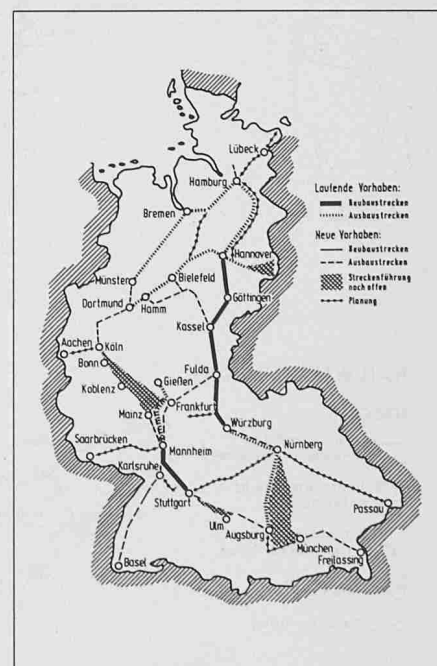 Lübeck
Hamburg
Bremen
Laufende Vorhaben:
Neubaustrecken
Ausbaustrecken
Neue Vorhaben:
Neubaustrecken
Ausbaustrecken
Streckenführung
noch offen
Planung
Hannover
Münster
Bielefeld
Dortmund
Hamm
Göttingen
Kassel
Aachen
Köln
Bonn
Koblenz
Gießen
Fulda
Mainz
Frankfurt
Würzburg
Saarbrücken
Mannheim
Nürnberg
Karlsruhe
Stuttgart
Passau
Ulm
Augsburg
München
Freilassing
Basel